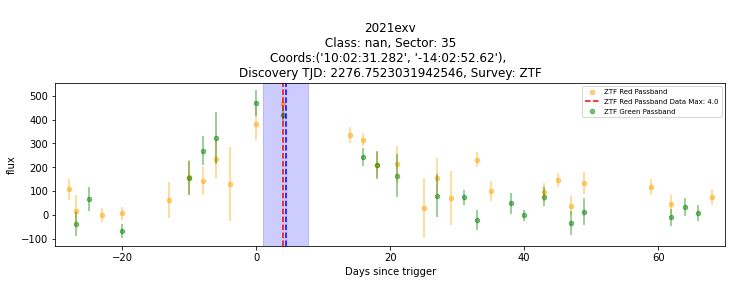 2021exv
Class: nan, Sector: 35
Coords:('10:02:31.282', '-14:02:52.62'),
Discovery TJD: 2276.7523031942546, Survey: ZTF
ZTF Red Passband
ZTF Red Passband Data Max: 4.0
ZTF Green Passband
flux
500
400
300
200
100
0
−100
−20
0
20
40
60
Days since trigger